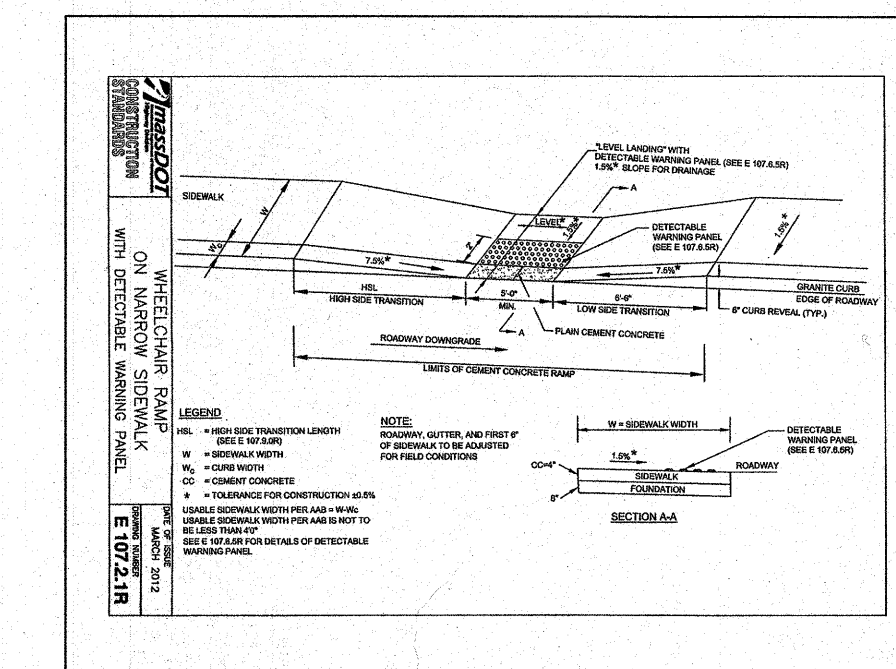 massDOT
CONSTRUCTION
STANDARDS
WHEELCHAIR RAMP
ON NARROW SIDEWALK
WITH DETECTABLE WARNING PANEL
DATE OF ISSUE
MARCH 2012
DRAWING NUMBER
E 107.2.1R
"LEVEL LANDING" WITH
DETECTABLE WARNING PANEL (SEE E 107.6.5R)
1.5%* SLOPE FOR DRAINAGE
A
SIDEWALK
W
Wc
LEVEL*
1.5%*
2'
DETECTABLE
WARNING PANEL
(SEE E 107.6.5R)
1.5%*
7.5%*
7.5%*
HSL
HIGH SIDE TRANSITION
5'-0"
MIN.
6'-6"
LOW SIDE TRANSITION
GRANITE CURB
EDGE OF ROADWAY
6" CURB REVEAL (TYP.)
A
PLAIN CEMENT CONCRETE
ROADWAY DOWNGRADE
LIMITS OF CEMENT CONCRETE RAMP
LEGEND
HSL = HIGH SIDE TRANSITION LENGTH
(SEE E 107.9.0R)
W = SIDEWALK WIDTH
Wc = CURB WIDTH
CC = CEMENT CONCRETE
* = TOLERANCE FOR CONSTRUCTION ±0.5%
USABLE SIDEWALK WIDTH PER AAB = W-Wc
USABLE SIDEWALK WIDTH PER AAB IS NOT TO
BE LESS THAN 4'0"
SEE E 107.6.5R FOR DETAILS OF DETECTABLE
WARNING PANEL
NOTE:
ROADWAY, GUTTER, AND FIRST 6"
OF SIDEWALK TO BE ADJUSTED
FOR FIELD CONDITIONS
W = SIDEWALK WIDTH
DETECTABLE
WARNING PANEL
(SEE E 107.6.5R)
1.5%*
CC=4"
ROADWAY
SIDEWALK
FOUNDATION
8"
SECTION A-A